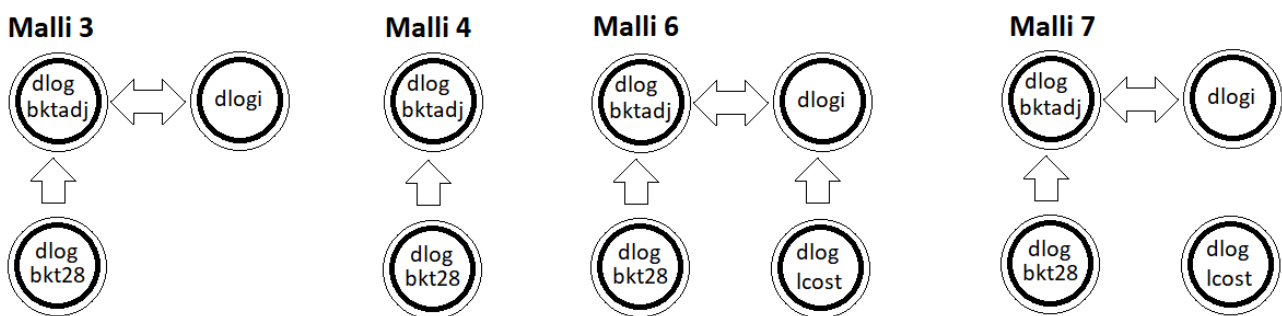 Malli 3
dlog
bktadj
dlogi
dlog
bkt28
Malli 4
dlog
bktadj
dlog
bkt28
Malli 6
dlog
bktadj
dlogi
dlog
bkt28
dlog
lcost
Malli 7
dlog
bktadj
dlogi
dlog
bkt28
dlog
lcost